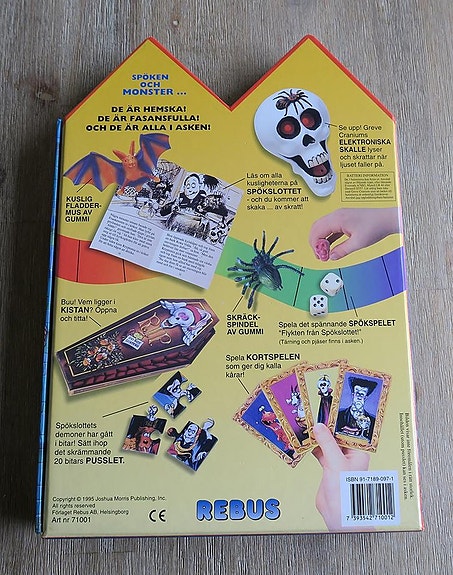 SPÖKEN
OCH
MONSTER ...
DE ÄR HEMSKA!
DE ÄR FASANSFULLA!
OCH DE ÄR ALLA I ASKEN!
Se upp! Greve
Craniums
ELEKTRONISKA
SKALLE lyser
och skrattar när
ljuset faller på.
BATTERI INFORMATION
KUSLIG
FLADDER-
MUS AV
GUMMI
Läs om alla
kusligheterna på
SPÖKSLOTTET
- och du kommer att
skaka ... av skratt!
Buu! Vem ligger i
KISTAN? Öppna
och titta!
SKRÄCK-
SPINDEL
AV GUMMI
Spela det spännande SPÖKSPELET
"Flykten från Spökslottet!"
(Tärning och pjäser finns i asken.)
Spela KORTSPELEN
som ger dig kalla
kårar!
Spökslottets
demoner har gått
i bitar! Sätt ihop
det skrämmande
20 bitars PUSSLET.
Copyright © 1995 Joshua Morris Publishing, Inc.
All rights reserved
Förlaget Rebus AB, Helsingborg
Art nr 71001
CE
REBUS
ISBN 91-7189-097-1
7 393542 710012